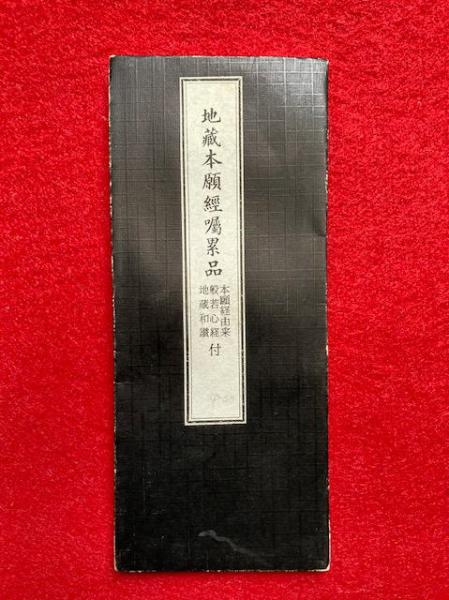 地藏本願經囑累品
本願経由来
般若心経
地蔵和讃
付